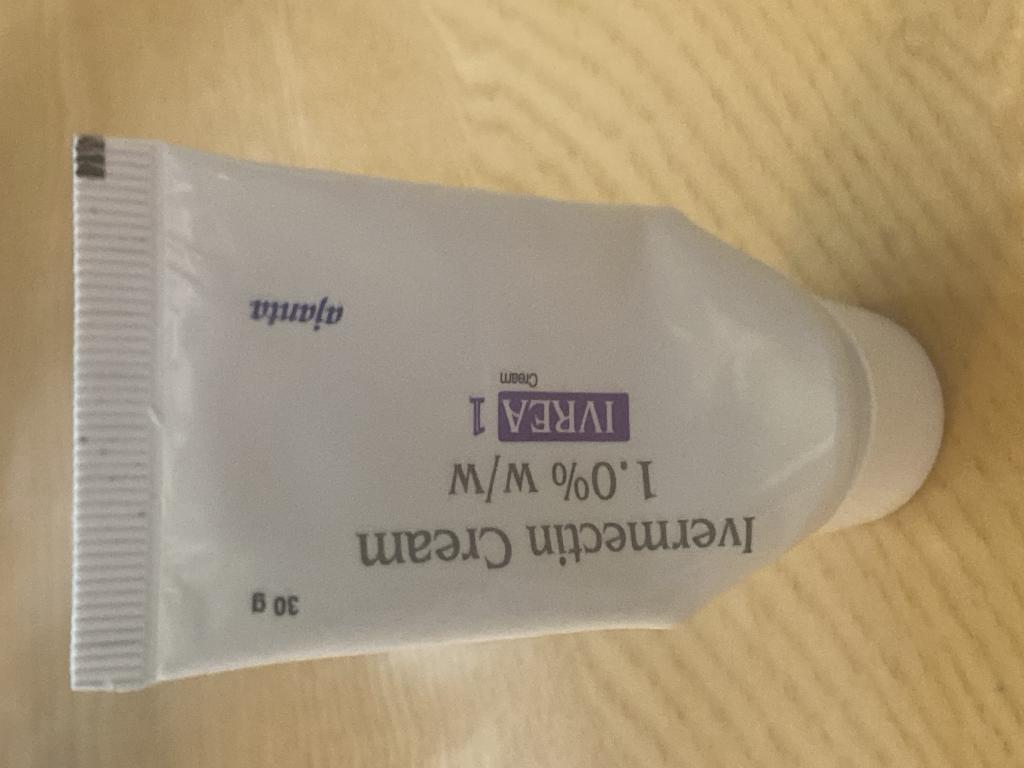 30 g
Ivermectin Cream
1.0% w/w
IVREA 1
Cream
ajanta